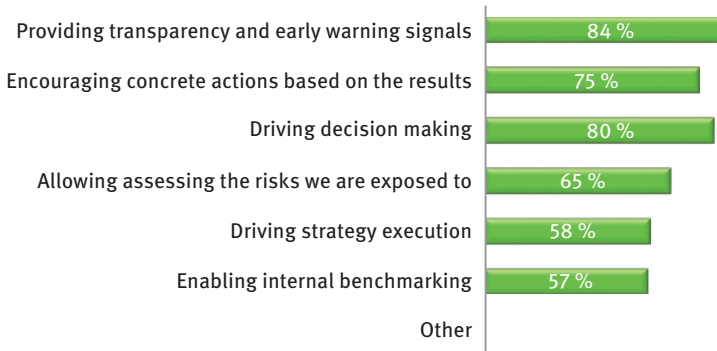 Providing transparency and early warning signals 84 %
Encouraging concrete actions based on the results 75 %
Driving decision making 80 %
Allowing assessing the risks we are exposed to 65 %
Driving strategy execution 58 %
Enabling internal benchmarking 57 %
Other